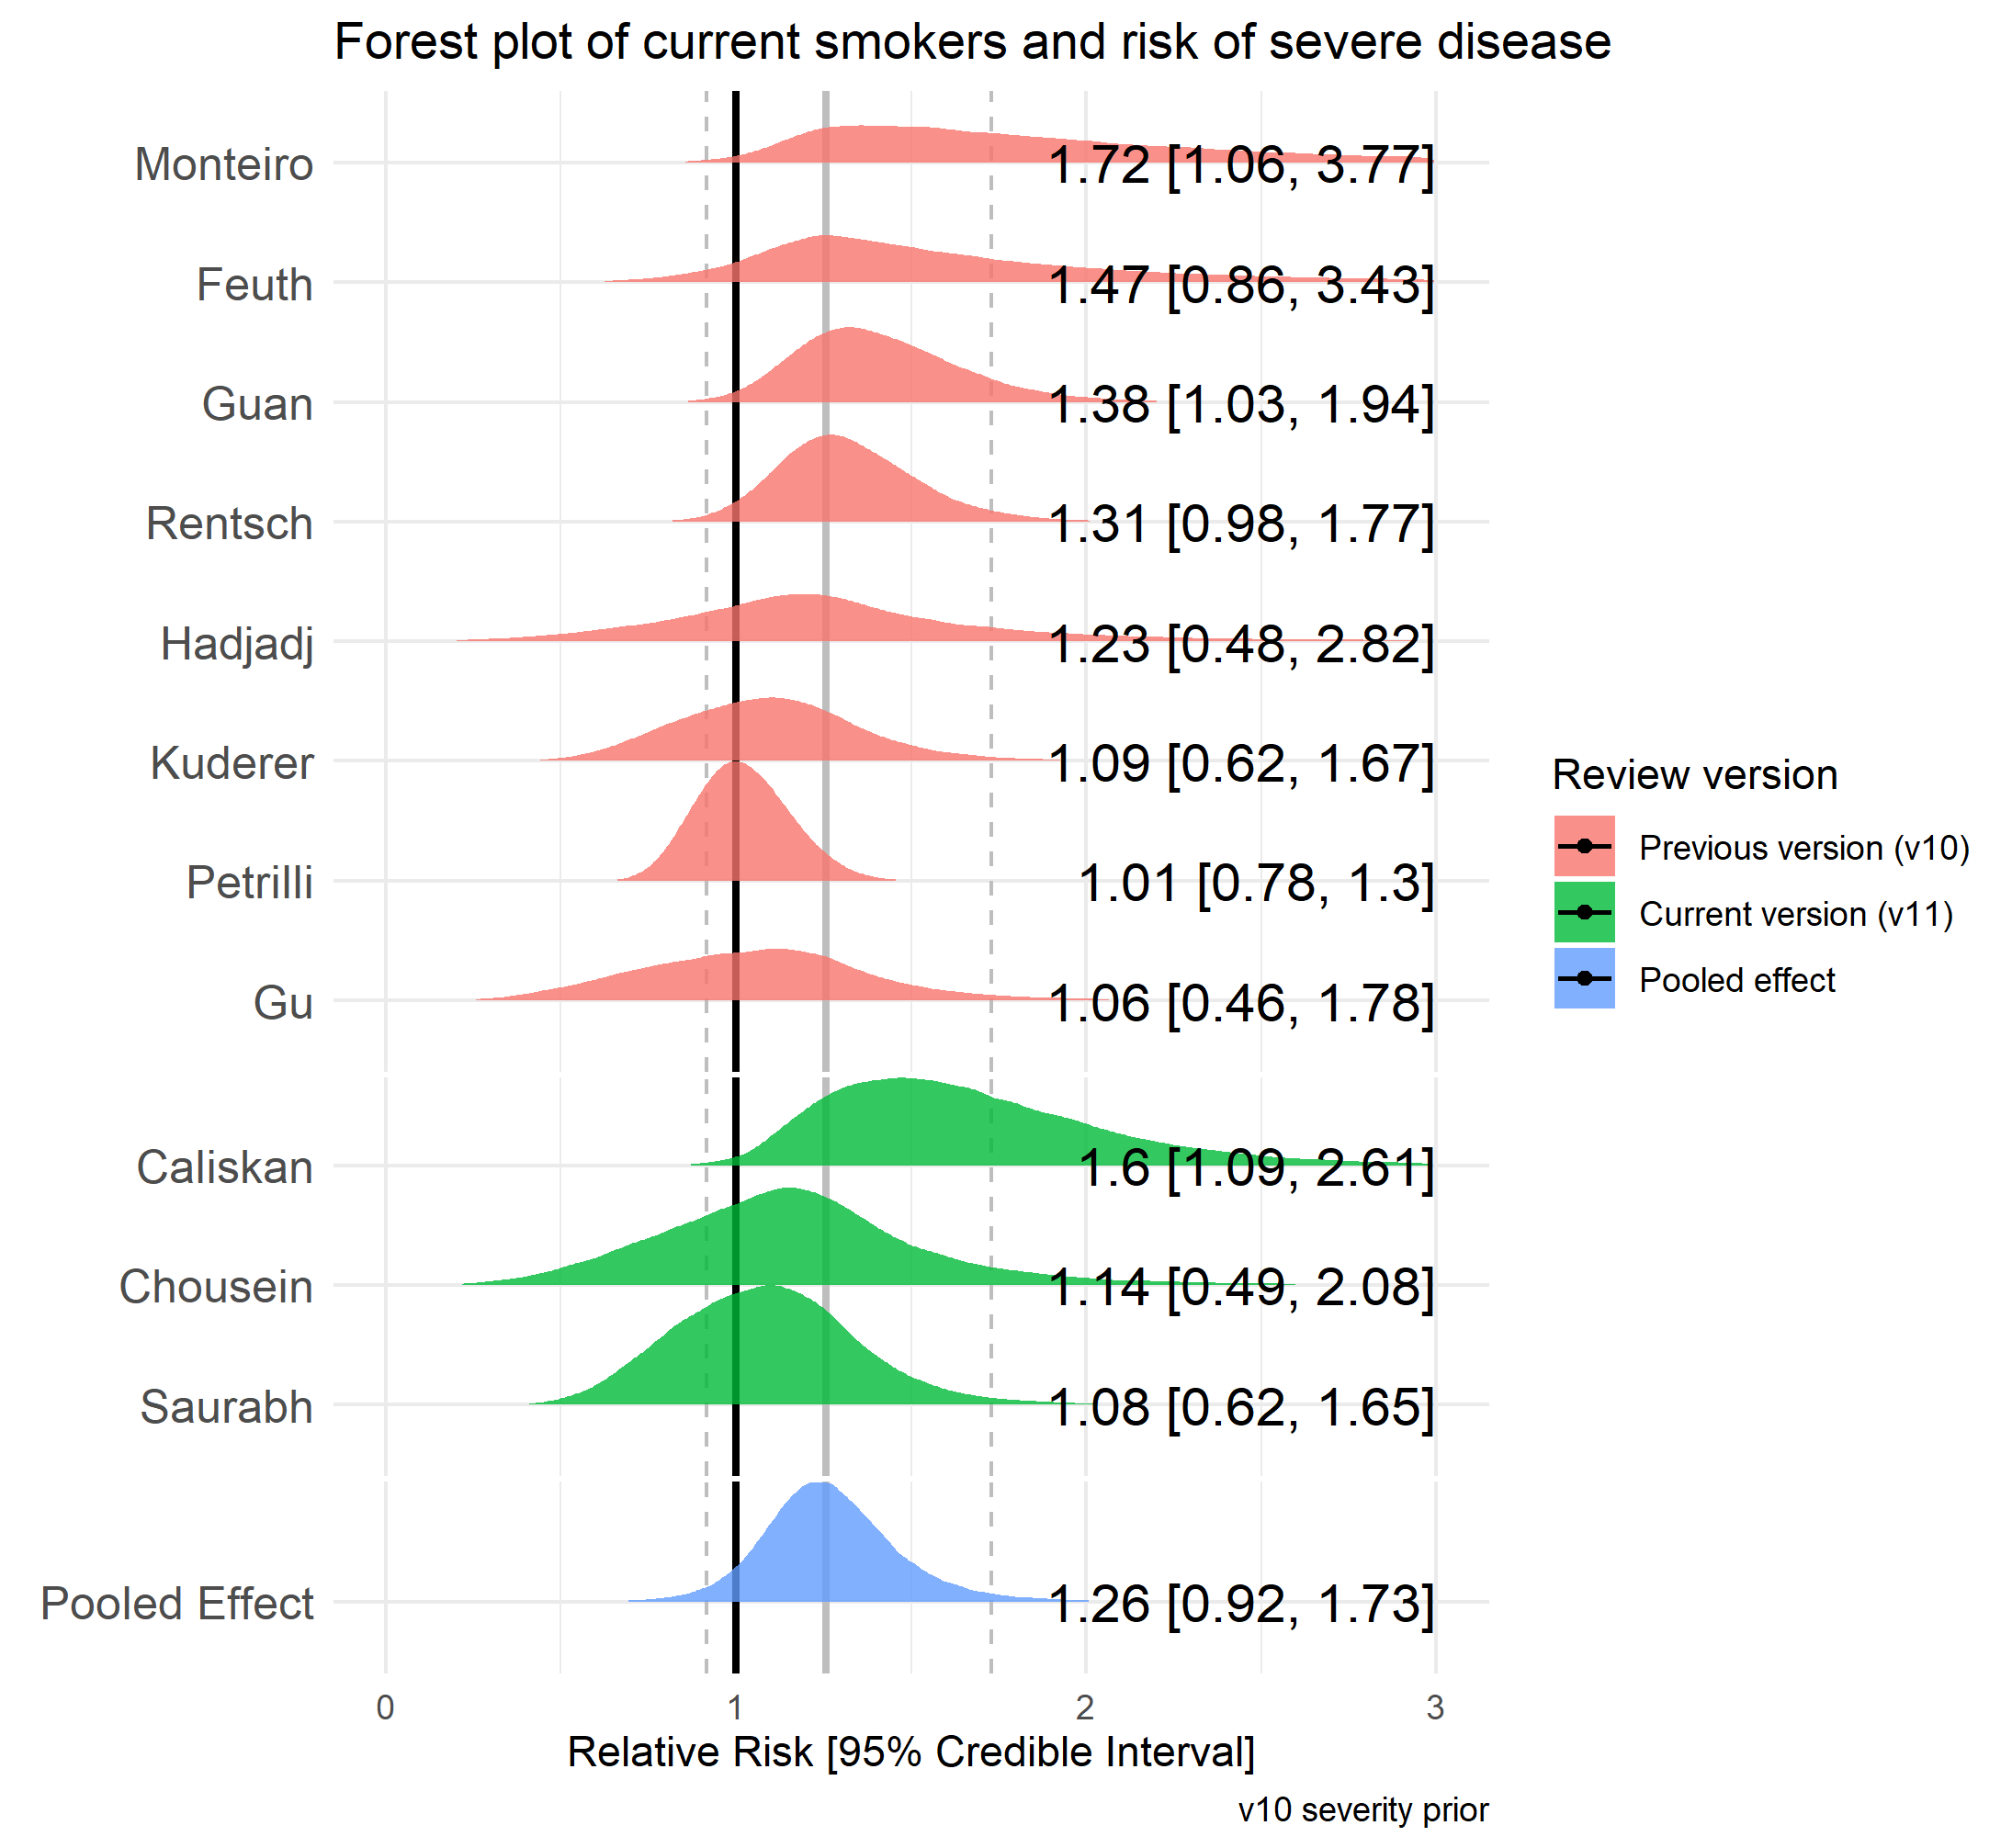 Forest plot of current smokers and risk of severe disease
Monteiro 1.72 [1.06, 3.77]
Feuth 1.47 [0.86, 3.43]
Guan 1.38 [1.03, 1.94]
Rentsch 1.31 [0.98, 1.77]
Hadjadj 1.23 [0.48, 2.82]
Kuderer 1.09 [0.62, 1.67]
Petrilli 1.01 [0.78, 1.3]
Gu 1.06 [0.46, 1.78]
Caliskan 1.6 [1.09, 2.61]
Chousein 1.14 [0.49, 2.08]
Saurabh 1.08 [0.62, 1.65]
Pooled Effect 1.26 [0.92, 1.73]
0 1 2 3
Relative Risk [95% Credible Interval]
v10 severity prior
Review version
Previous version (v10)
Current version (v11)
Pooled effect